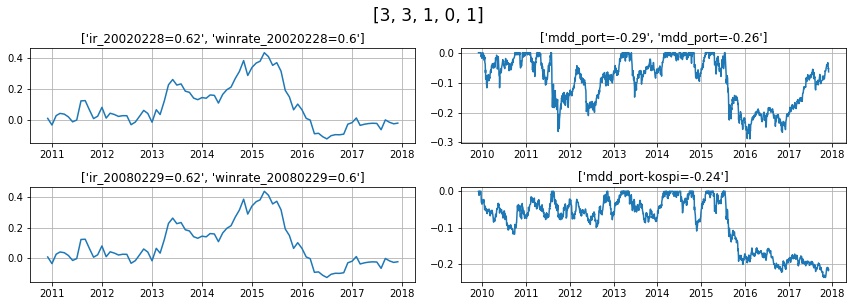 [3, 3, 1, 0, 1]
['ir_20020228=0.62', 'winrate_20020228=0.6']
0.4
0.2
0.0
2011 2012 2013 2014 2015 2016 2017 2018
['mdd_port=-0.29', 'mdd_port=-0.26']
0.0
−0.1
−0.2
−0.3
2010 2011 2012 2013 2014 2015 2016 2017 2018
['ir_20080229=0.62', 'winrate_20080229=0.6']
0.4
0.2
0.0
2011 2012 2013 2014 2015 2016 2017 2018
['mdd_port-kospi=-0.24']
0.0
−0.1
−0.2
2010 2011 2012 2013 2014 2015 2016 2017 2018